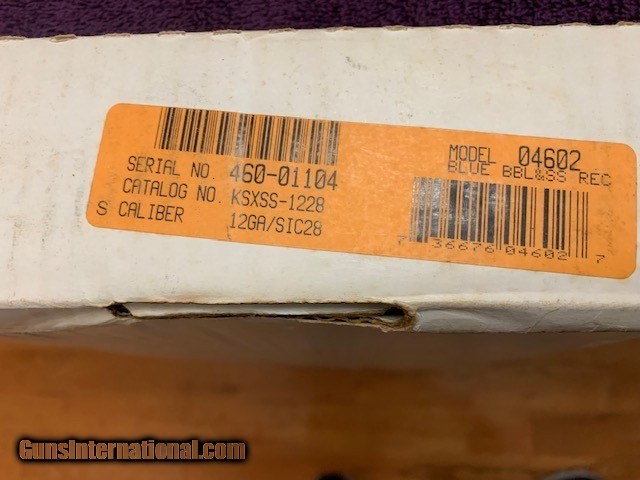 SERIAL NO. 460-01104
CATALOG NO. KSXSS-1228
S CALIBER 12GA/SIC28
MODEL 04602
BLUE BBL&SS REC
7 36676 04602 7
GunsInternational.com